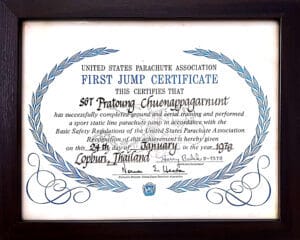 UNITED STATES PARACHUTE ASSOCIATION
FIRST JUMP CERTIFICATE
THIS CERTIFIES THAT
SGT Pratoung Chuenappagarnunt
has successfully completed ground and aerial training and performed
a sport static line parachute jump in accordance with the
Basic Safety Regulations of the United States Parachute Association
Recognition of this achievement is hereby given
on this 24th day of January in the year 1973
Lopburi, Thailand